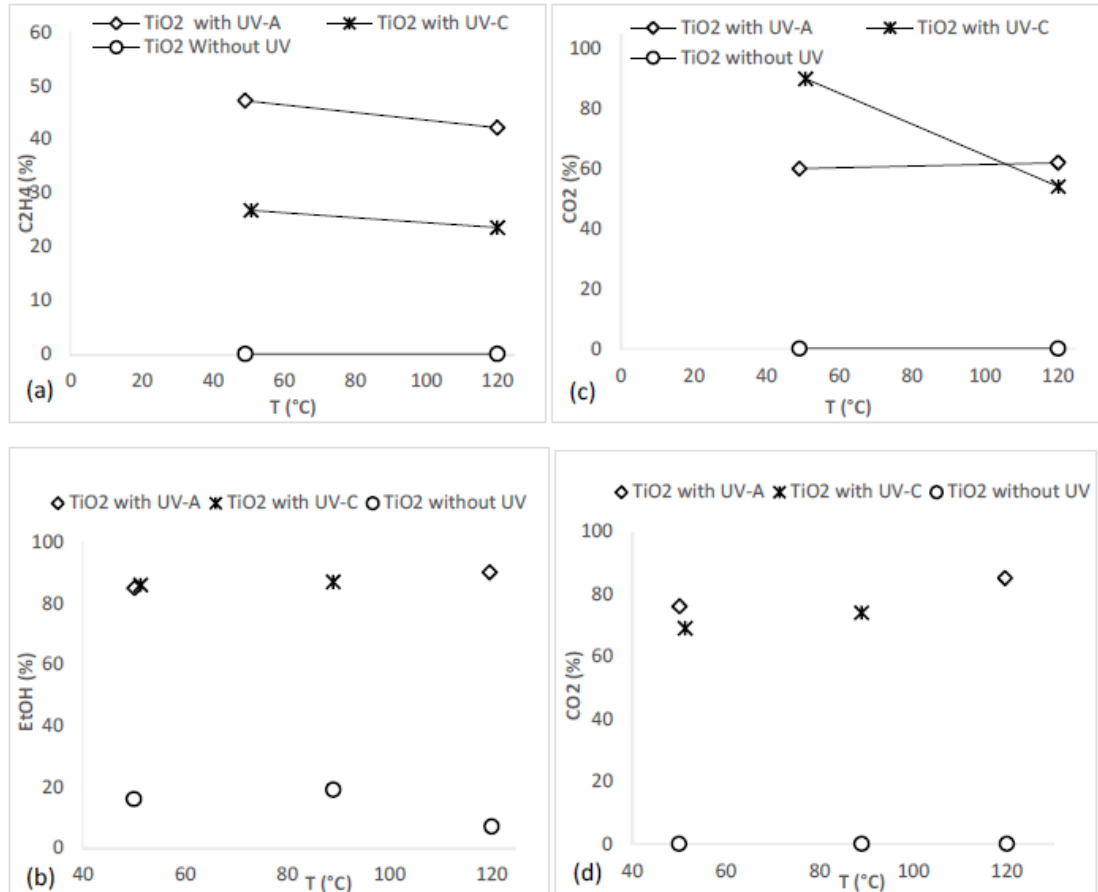 TiO2 with UV-A TiO2 with UV-C
TiO2 Without UV
60
50
40
30
20
10
0
C2H4 (%)
0 20 40 60 80 100 120
T (°C)
(a)
TiO2 with UV-A TiO2 with UV-C
TiO2 without UV
100
80
60
40
20
0
CO2 (%)
0 20 40 60 80 100 120
T (°C)
(c)
TiO2 with UV-A TiO2 with UV-C TiO2 without UV
100
80
60
40
20
0
EtOH (%)
40 60 80 100 120
T (°C)
(b)
TiO2 with UV-A TiO2 with UV-C TiO2 without UV
100
80
60
40
20
0
CO2 (%)
40 60 80 100 120
T (°C)
(d)